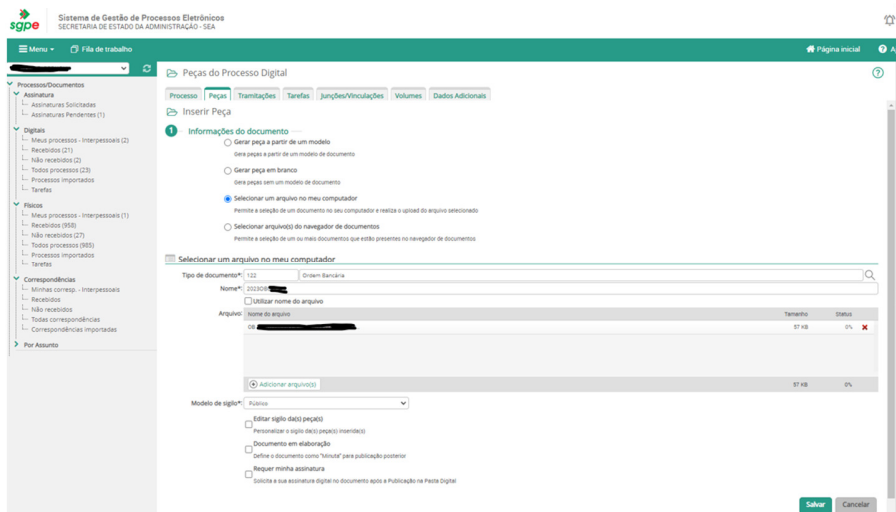 sgpe
Sistema de Gestão de Processos Eletrônicos
SECRETARIA DE ESTADO DA ADMINISTRAÇÃO - SEA
Menu
Fila de trabalho
Página inicial
Processos/Documentos
Assinatura
Assinaturas Solicitadas
Assinaturas Pendentes (1)
Digitais
Meus processos - Interpessoais (2)
Recebidos (21)
Não recebidos (2)
Todos processos (23)
Processos importados
Tarefas
Físicos
Meus processos - Interpessoais (1)
Recebidos (958)
Não recebidos (27)
Todos processos (985)
Processos importados
Tarefas
Correspondências
Minhas corresp. - Interpessoais
Recebidos
Não recebidos
Todas correspondências
Correspondências importadas
Por Assunto
Peças do Processo Digital
Processo Peças Tramitações Tarefas Junções/Vinculações Volumes Dados Adicionais
Inserir Peça
1 Informações do documento
Gerar peça a partir de um modelo
Gera peças a partir de um modelo de documento
Gerar peça em branco
Gera peças sem um modelo de documento
Selecionar um arquivo no meu computador
Permite a seleção de um documento no seu computador e realiza o upload do arquivo selecionado
Selecionar arquivo(s) do navegador de documentos
Permite a seleção de um ou mais documentos que estão presentes no navegador de documentos
Selecionar um arquivo no meu computador
Tipo de documento*: 122 Ordem Bancária
Nome*: 2023OB
Utilizar nome do arquivo
Arquivo: Nome do arquivo Tamanho Status
OB 57 KB 0%
Adicionar arquivo(s) 57 KB 0%
Modelo de sigilo*: Público
Editar sigilo da(s) peça(s)
Personalizar o sigilo da(s) peça(s) inserida(s)
Documento em elaboração
Define o documento como "Minuta" para publicação posterior
Requer minha assinatura
Solicita a sua assinatura digital no documento após a Publicação na Pasta Digital
Salvar Cancelar